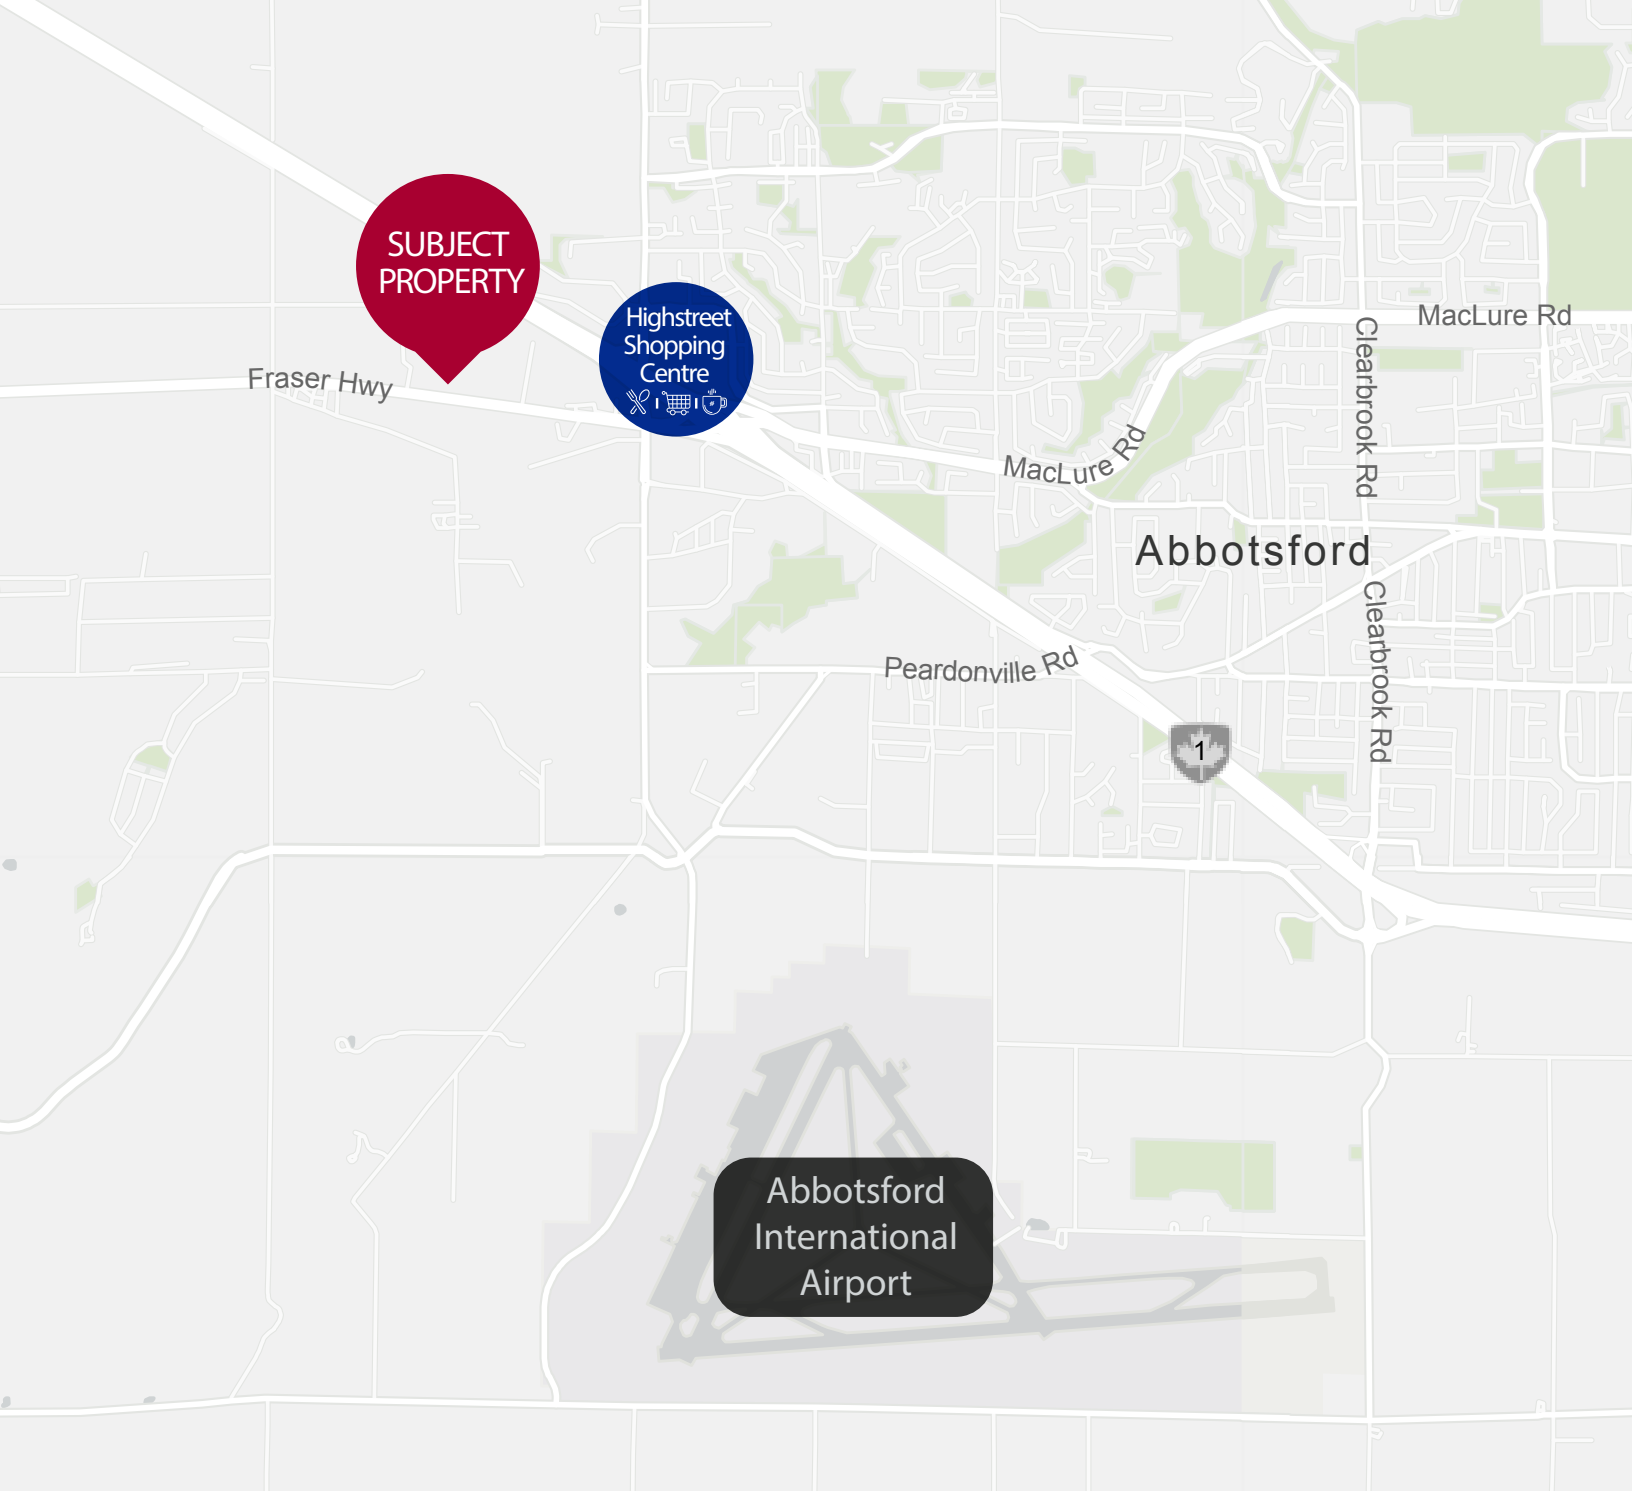 SUBJECT
PROPERTY
Highstreet
Shopping
Centre
MacLure Rd
Clearbrook Rd
Fraser Hwy
MacLure Rd
Abbotsford
Clearbrook Rd
Peardonville Rd
1
Abbotsford
International
Airport